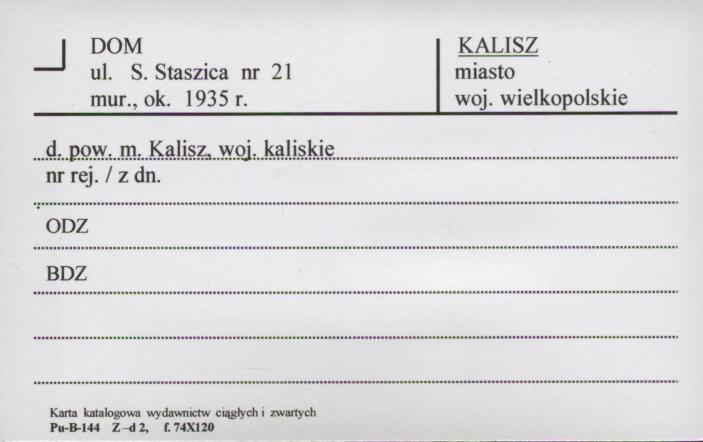 DOM
ul. S. Staszica nr 21
mur., ok. 1935 r.
KALISZ
miasto
woj. wielkopolskie
d. pow. m. Kalisz, woj. kaliskie
nr rej. / z dn.
ODZ
BDZ
Karta katalogowa wydawnictw ciągłych i zwartych
Pu-B-144 Z–d 2, f. 74X120